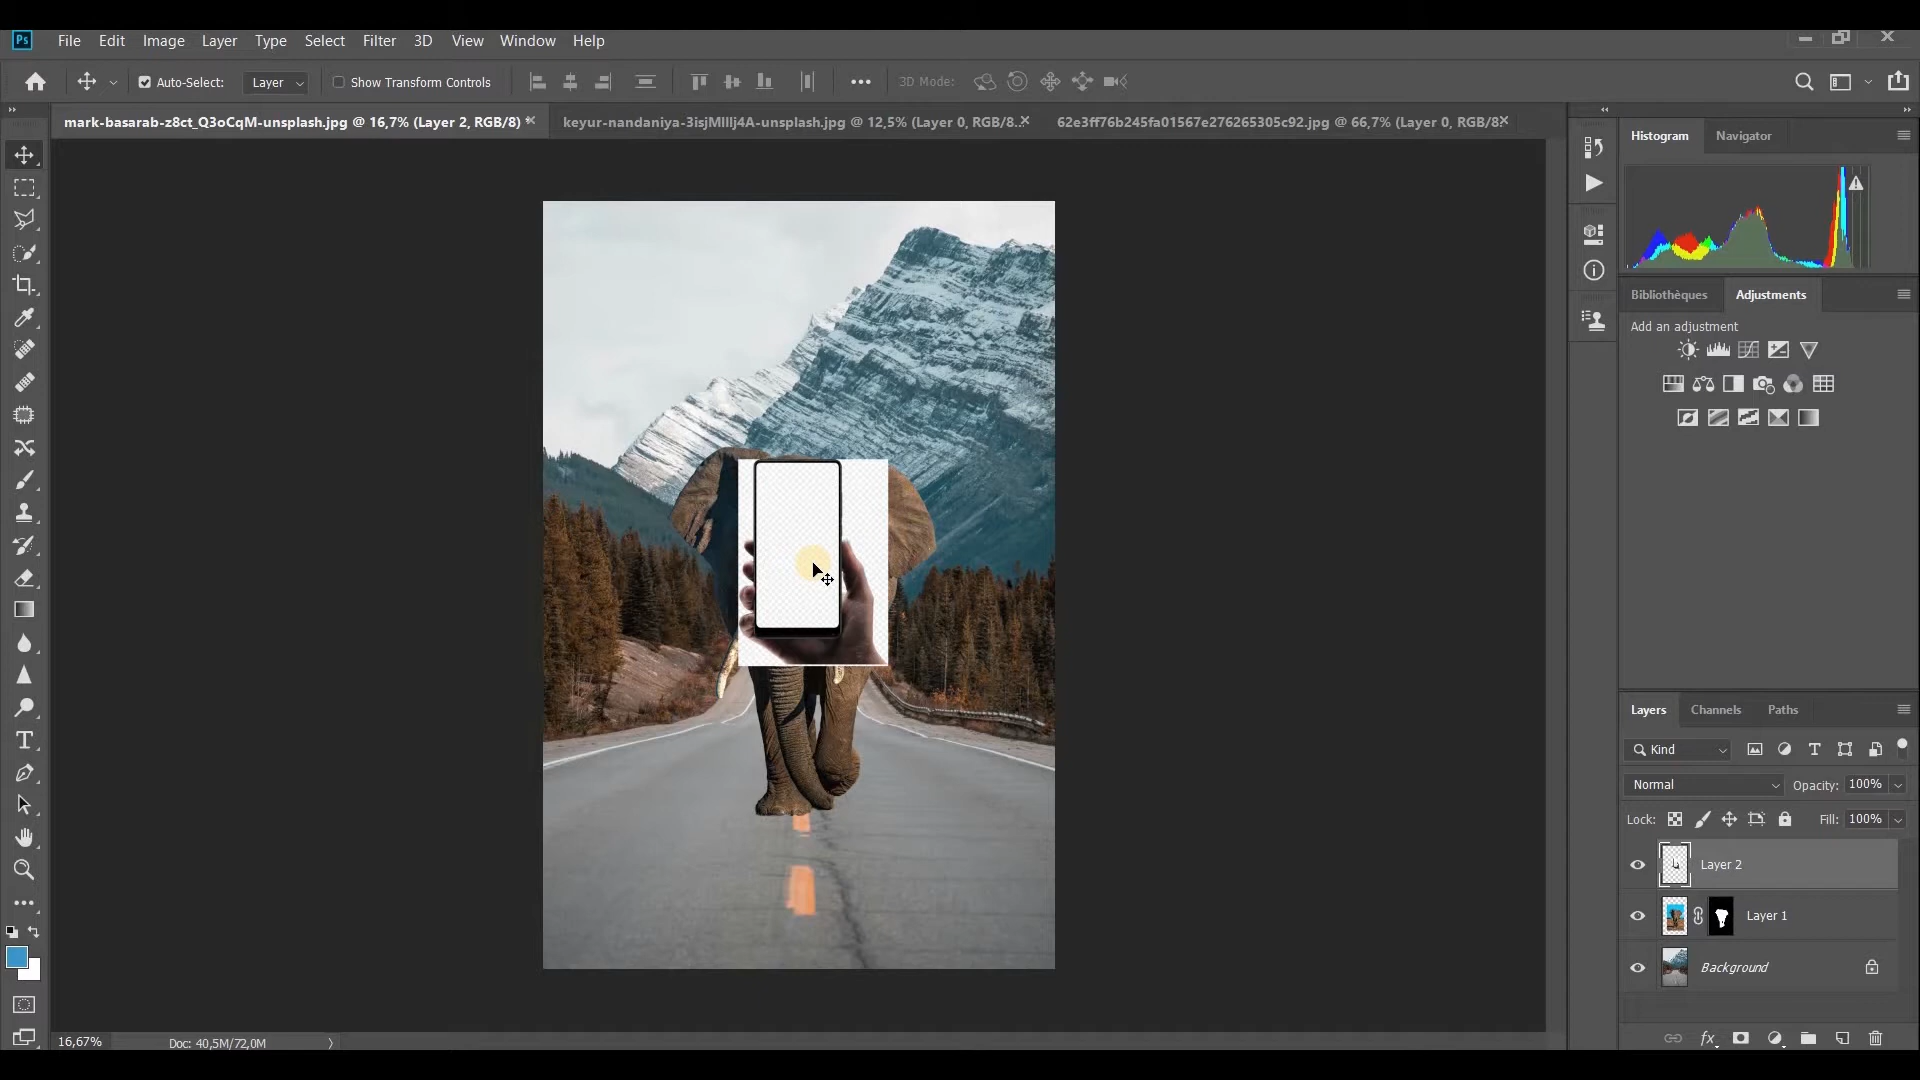 Ps File Edit Image Layer Type Select Filter 3D View Window Help
Auto-Select: Layer Show Transform Controls 3D Mode:
mark-basarab-z8ct_Q3oCqM-unsplash.jpg @ 16,7% (Layer 2, RGB/8) * keyur-nandaniya-3isjMlllj4A-unsplash.jpg @ 12,5% (Layer 0, RGB/8... 62e3ff76b245fa01567e276265305c92.jpg @ 66,7% (Layer 0, RGB/8
Histogram Navigator
Bibliothèques Adjustments
Add an adjustment
Layers Channels Paths
Kind
Normal Opacity: 100%
Lock: Fill: 100%
Layer 2
Layer 1
Background
fx
16,67% Doc: 40,5M/72,0M